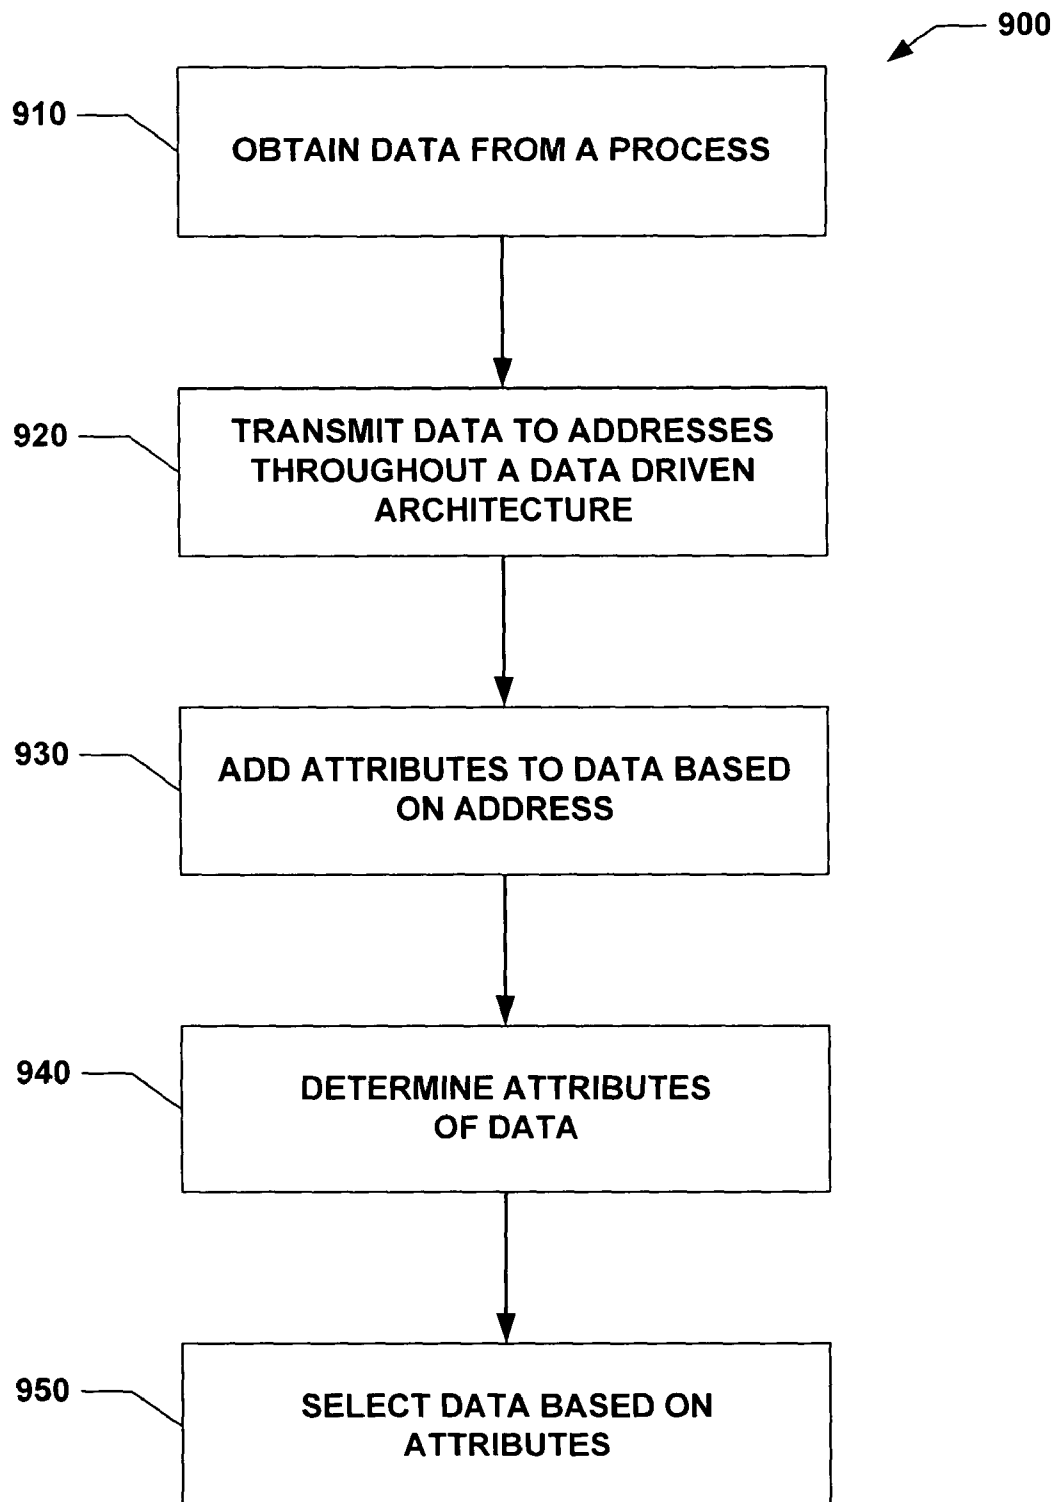 900
910
OBTAIN DATA FROM A PROCESS
920
TRANSMIT DATA TO ADDRESSES
THROUGHOUT A DATA DRIVEN
ARCHITECTURE
930
ADD ATTRIBUTES TO DATA BASED
ON ADDRESS
940
DETERMINE ATTRIBUTES
OF DATA
950
SELECT DATA BASED ON
ATTRIBUTES